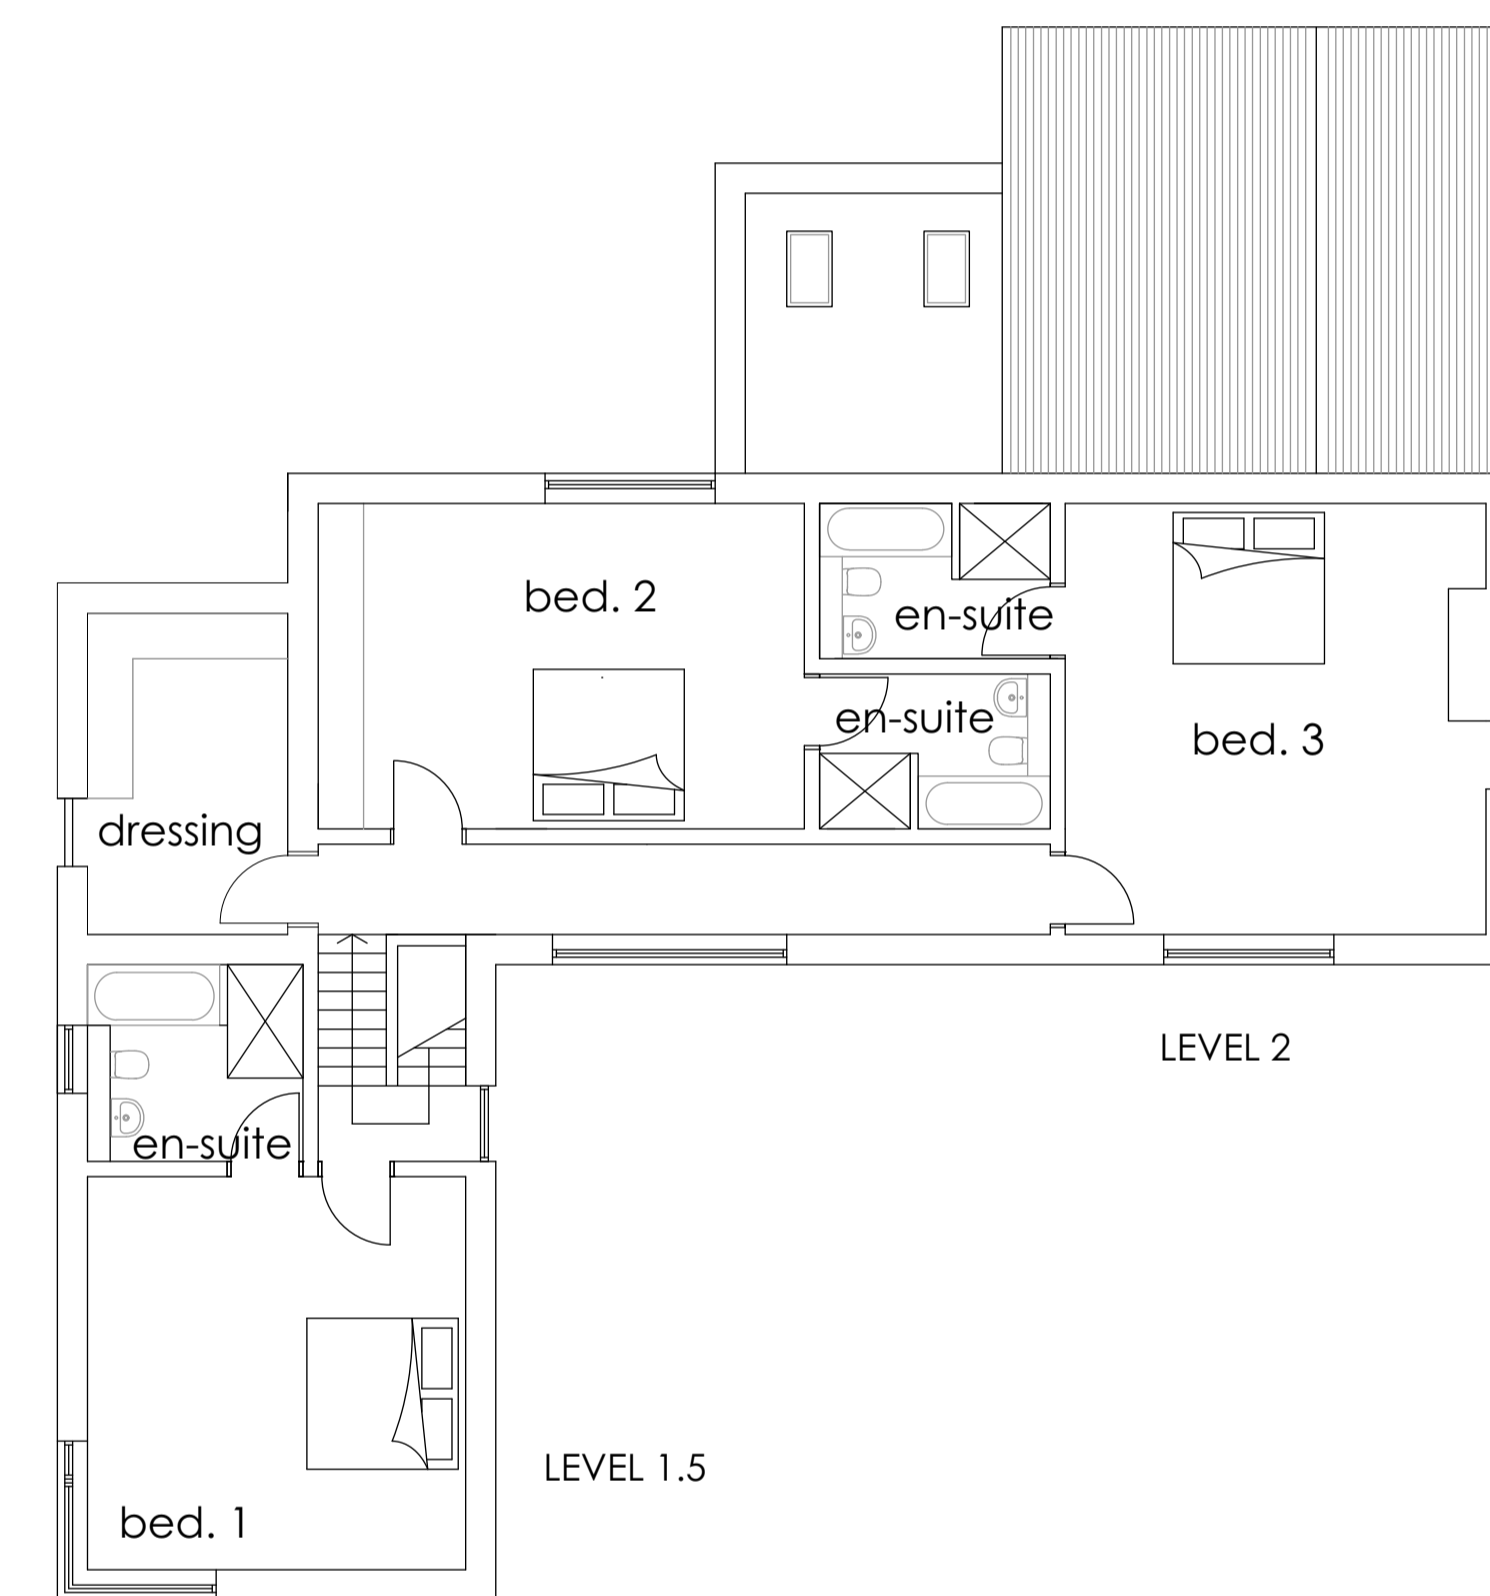 bed. 2
en-suite
en-suite
bed. 3
dressing
LEVEL 2
en-suite
LEVEL 1.5
bed. 1